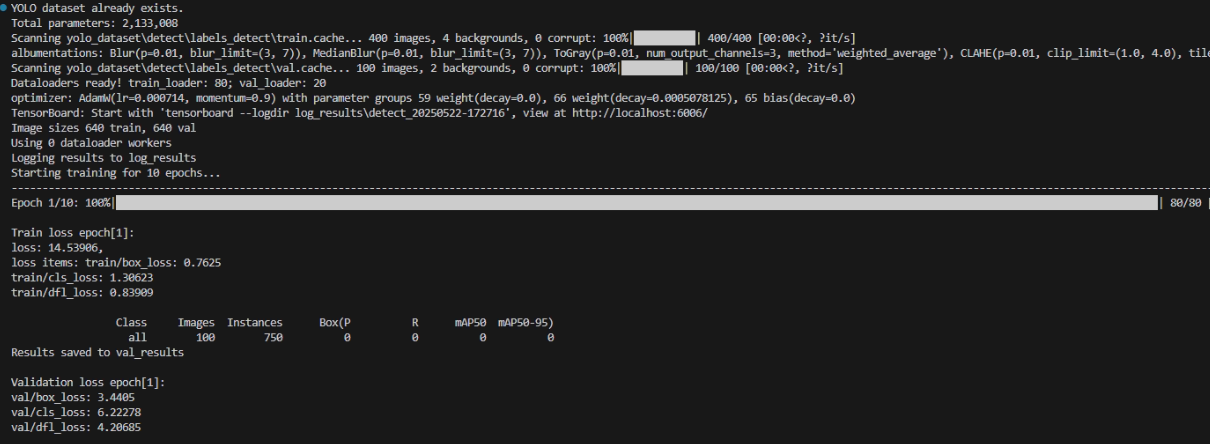 YOLO dataset already exists.
Total parameters: 2,133,008
Scanning yolo_dataset\detect\labels_detect\train.cache... 400 images, 4 backgrounds, 0 corrupt: 100%|██████████| 400/400 [00:00<?, ?it/s]
albumentations: Blur(p=0.01, blur_limit=(3, 7)), MedianBlur(p=0.01, blur_limit=(3, 7)), ToGray(p=0.01, num_output_channels=3, method='weighted_average'), CLAHE(p=0.01, clip_limit=(1.0, 4.0), tile
Scanning yolo_dataset\detect\labels_detect\val.cache... 100 images, 2 backgrounds, 0 corrupt: 100%|██████████| 100/100 [00:00<?, ?it/s]
Dataloaders ready! train_loader: 80; val_loader: 20
optimizer: AdamW(lr=0.000714, momentum=0.9) with parameter groups 59 weight(decay=0.0), 66 weight(decay=0.0005078125), 65 bias(decay=0.0)
TensorBoard: Start with 'tensorboard --logdir log_results\detect_20250522-172716', view at http://localhost:6006/
Image sizes 640 train, 640 val
Using 0 dataloader workers
Logging results to log_results
Starting training for 10 epochs...
Epoch 1/10: 100%|██████████| 80/80 [
Train loss epoch[1]:
loss: 14.53906,
loss items: train/box_loss: 0.7625
train/cls_loss: 1.30623
train/dfl_loss: 0.83909
Class Images Instances Box(P R mAP50 mAP50-95)
all 100 750 0 0 0 0
Results saved to val_results
Validation loss epoch[1]:
val/box_loss: 3.4405
val/cls_loss: 6.22278
val/dfl_loss: 4.20685